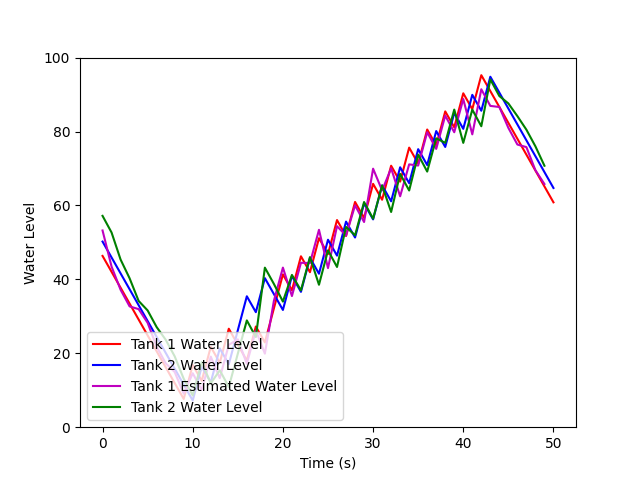 100
80
60
40
20
0
Water Level
Tank 1 Water Level
Tank 2 Water Level
Tank 1 Estimated Water Level
Tank 2 Water Level
0 10 20 30 40 50
Time (s)